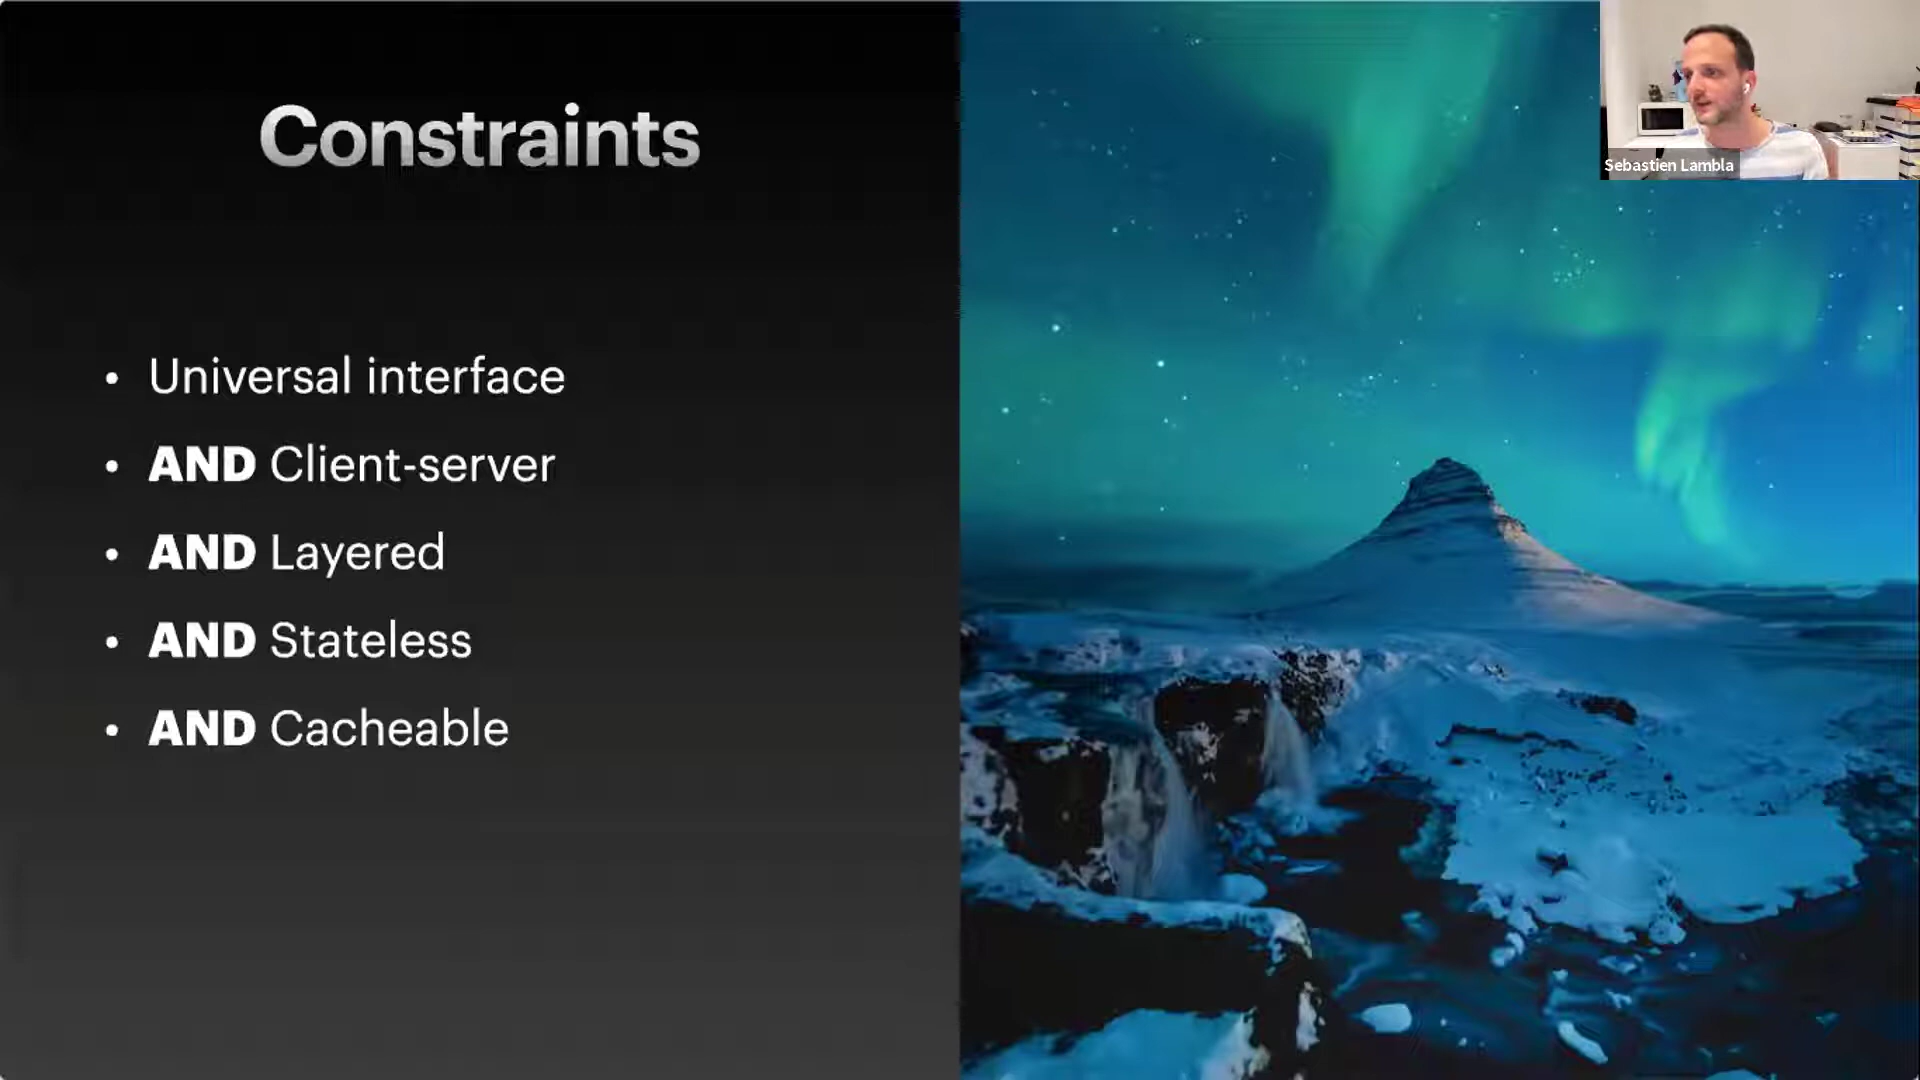 Constraints
• Universal interface
• AND Client-server
• AND Layered
• AND Stateless
• AND Cacheable
Sebastien Lambla